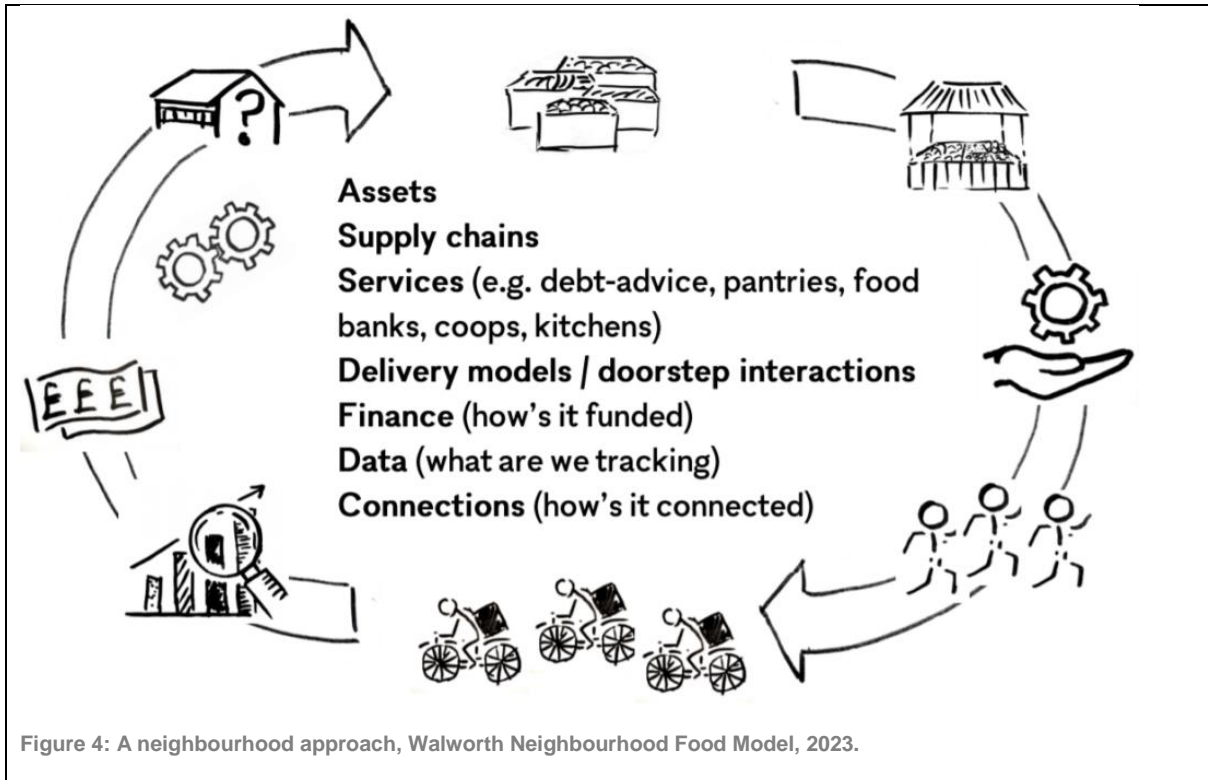 ?
Assets
Supply chains
Services (e.g. debt-advice, pantries, food
banks, coops, kitchens)
Delivery models / doorstep interactions
£ £ £
Finance (how's it funded)
Data (what are we tracking)
Connections (how's it connected)
Figure 4: A neighbourhood approach, Walworth Neighbourhood Food Model, 2023.